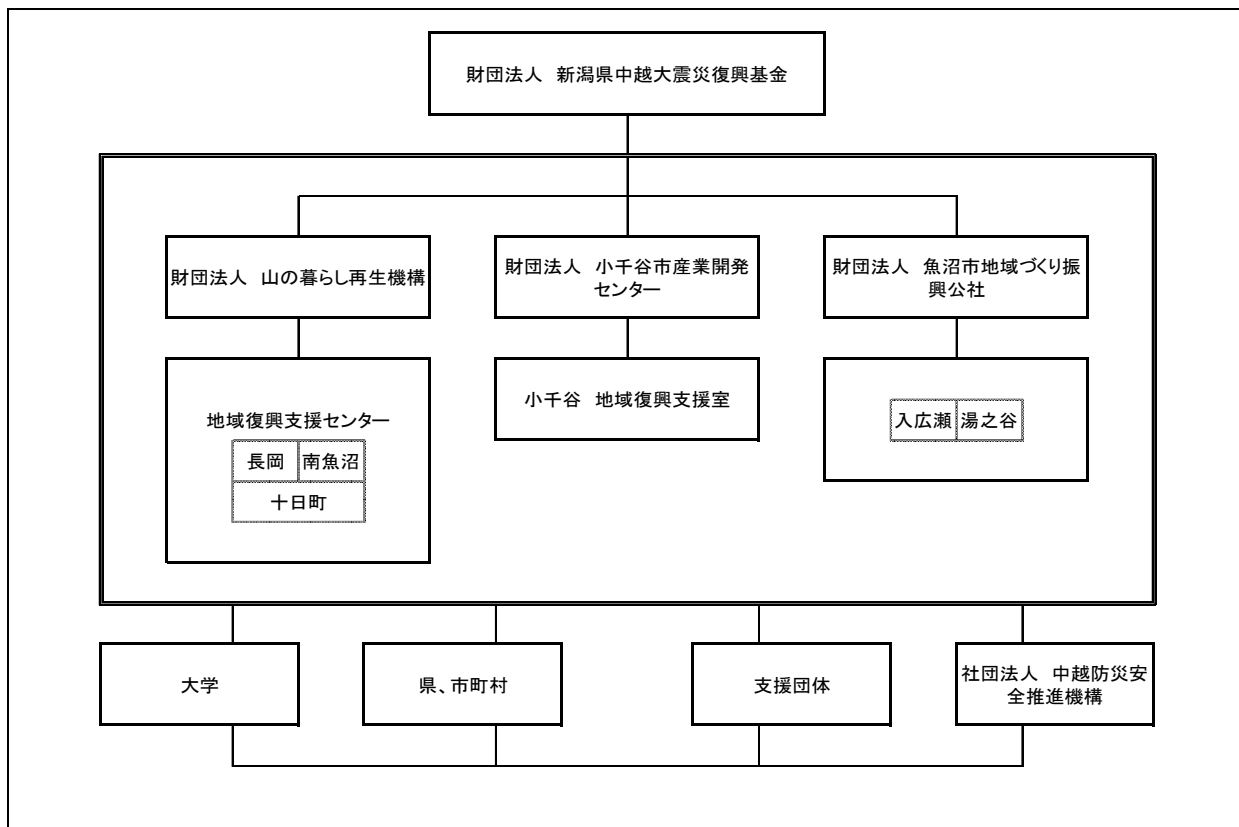 財団法人 新潟県中越大震災復興基金
財団法人 山の暮らし再生機構
財団法人 小千谷市産業開発
センター
財団法人 魚沼市地域づくり振
興公社
地域復興支援センター
長岡 南魚沼
十日町
小千谷 地域復興支援室
入広瀬 湯之谷
大学
県、市町村
支援団体
社団法人 中越防災安
全推進機構